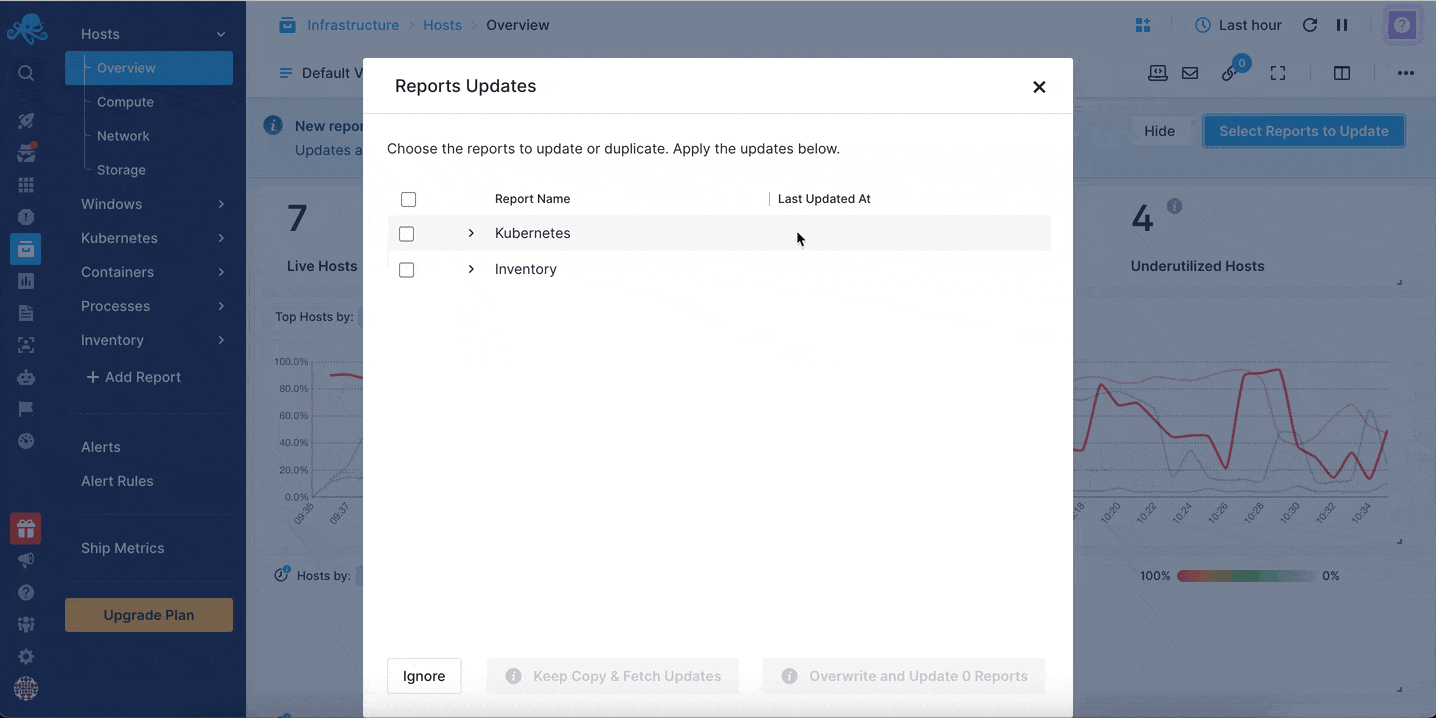 Hosts
Overview
Compute
Network
Storage
Windows
Kubernetes
Containers
Processes
Inventory
+ Add Report
Alerts
Alert Rules
Ship Metrics
Upgrade Plan
Infrastructure > Hosts > Overview
Last hour
Default V
0
New repor
Updates a
Hide
Select Reports to Update
7
Live Hosts
4
Underutilized Hosts
Top Hosts by:
100.0%
80.0%
60.0%
40.0%
20.0%
0.0%
09:35
09:37
:18
10:20
10:22
10:24
10:26
10:28
10:30
10:32
10:34
Hosts by:
100%
0%
Reports Updates
Choose the reports to update or duplicate. Apply the updates below.
Report Name
Last Updated At
Kubernetes
Inventory
Ignore
Keep Copy & Fetch Updates
Overwrite and Update 0 Reports